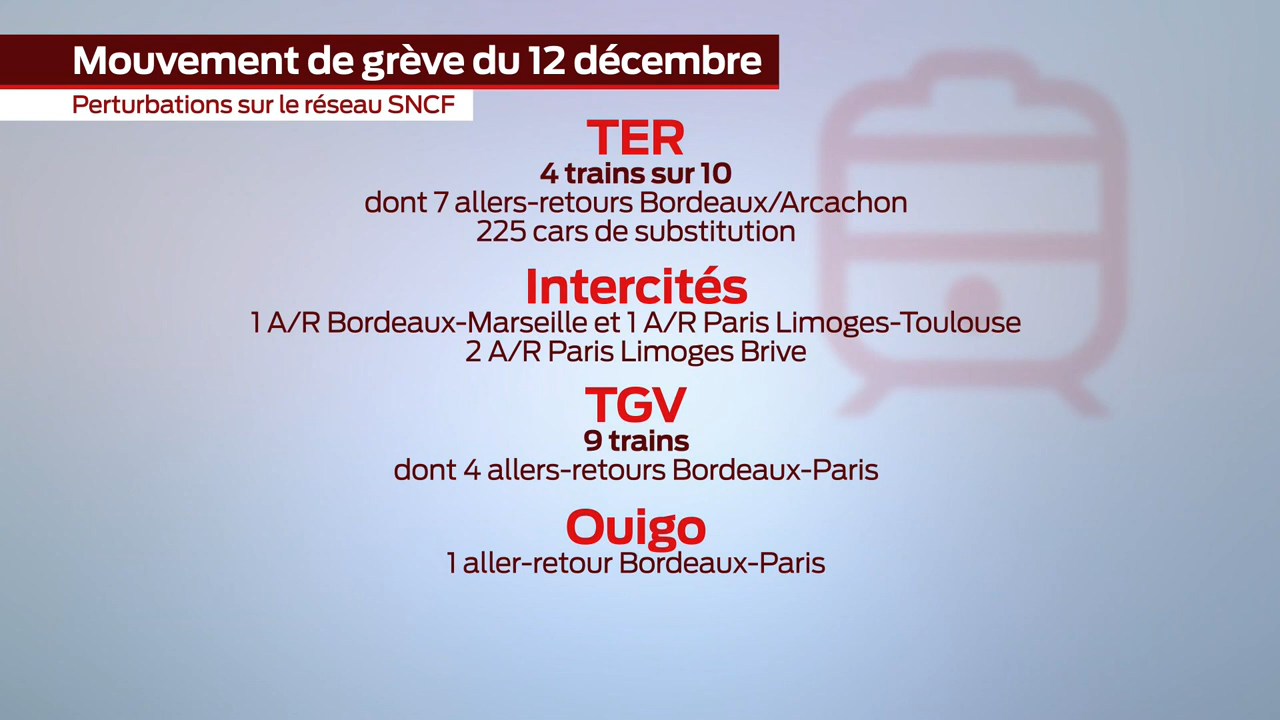 Mouvement de grève du 12 décembre
Perturbations sur le réseau SNCF
TER
4 trains sur 10
dont 7 allers-retours Bordeaux/Arcachon
225 cars de substitution
Intercités
1 A/R Bordeaux-Marseille et 1 A/R Paris Limoges-Toulouse
2 A/R Paris Limoges Brive
TGV
9 trains
dont 4 allers-retours Bordeaux-Paris
Ouigo
1 aller-retour Bordeaux-Paris